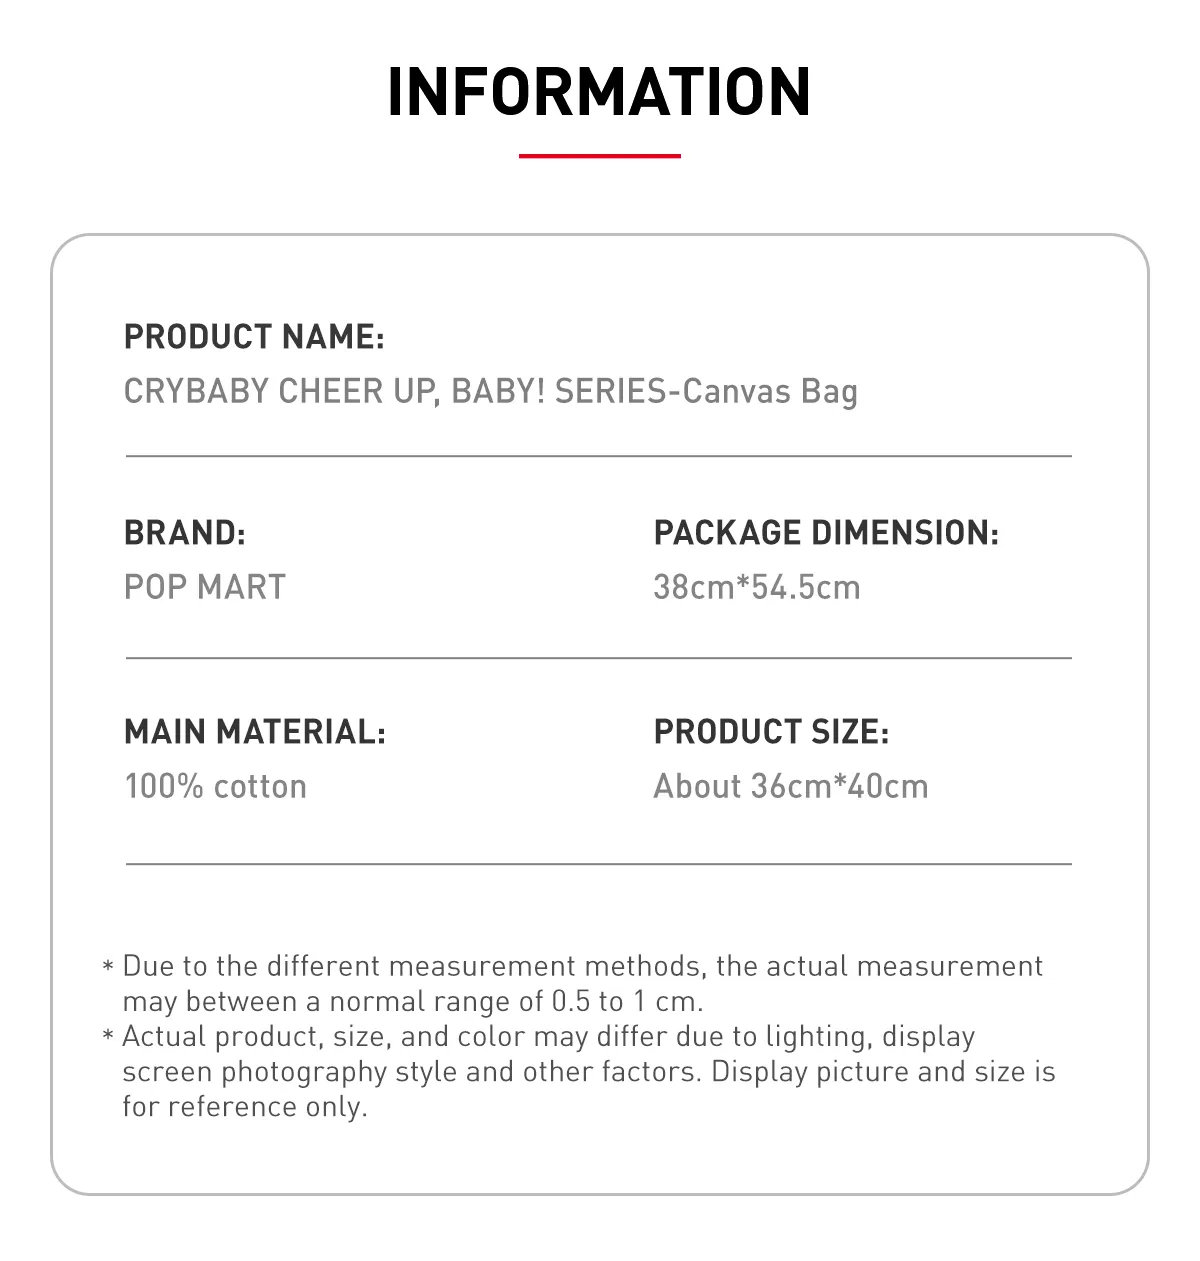 INFORMATION
PRODUCT NAME:
CRYBABY CHEER UP, BABY! SERIES-Canvas Bag
BRAND:
POP MART
PACKAGE DIMENSION:
38cm*54.5cm
MAIN MATERIAL:
100% cotton
PRODUCT SIZE:
About 36cm*40cm
* Due to the different measurement methods, the actual measurement
may between a normal range of 0.5 to 1 cm.
* Actual product, size, and color may differ due to lighting, display
screen photography style and other factors. Display picture and size is
for reference only.